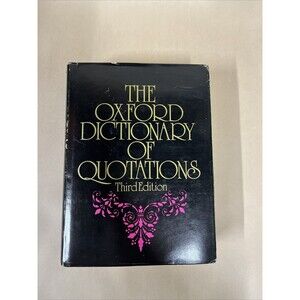 THE
OXFORD
DICTIONARY
OF
QUOTATIONS
Third Edition